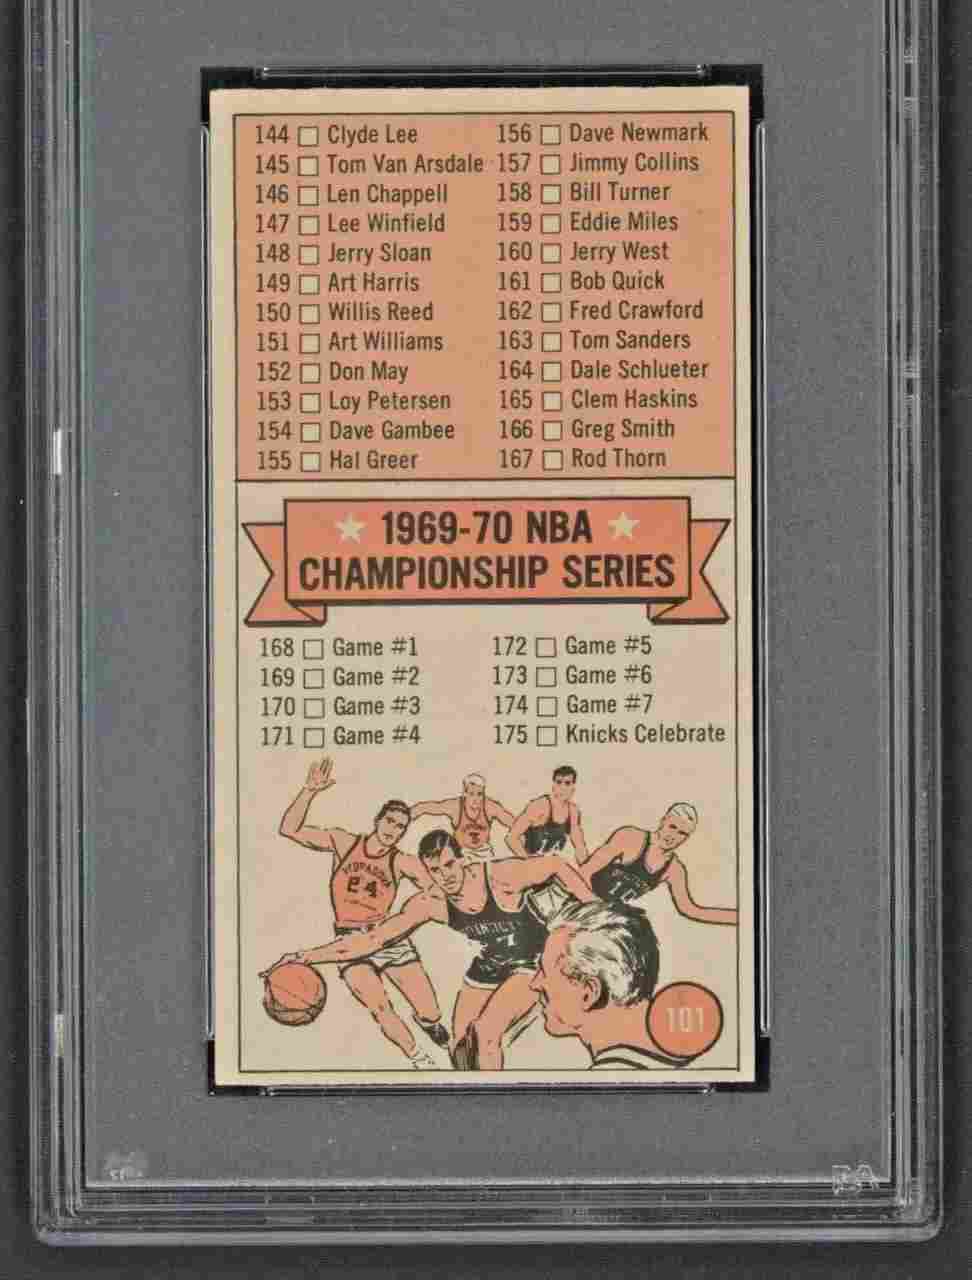 144 Clyde Lee
145 Tom Van Arsdale
146 Len Chappell
147 Lee Winfield
148 Jerry Sloan
149 Art Harris
150 Willis Reed
151 Art Williams
152 Don May
153 Loy Petersen
154 Dave Gambee
155 Hal Greer
156 Dave Newmark
157 Jimmy Collins
158 Bill Turner
159 Eddie Miles
160 Jerry West
161 Bob Quick
162 Fred Crawford
163 Tom Sanders
164 Dale Schlueter
165 Clem Haskins
166 Greg Smith
167 Rod Thorn
1969-70 NBA
CHAMPIONSHIP SERIES
168 Game #1
169 Game #2
170 Game #3
171 Game #4
172 Game #5
173 Game #6
174 Game #7
175 Knicks Celebrate
24
7
101